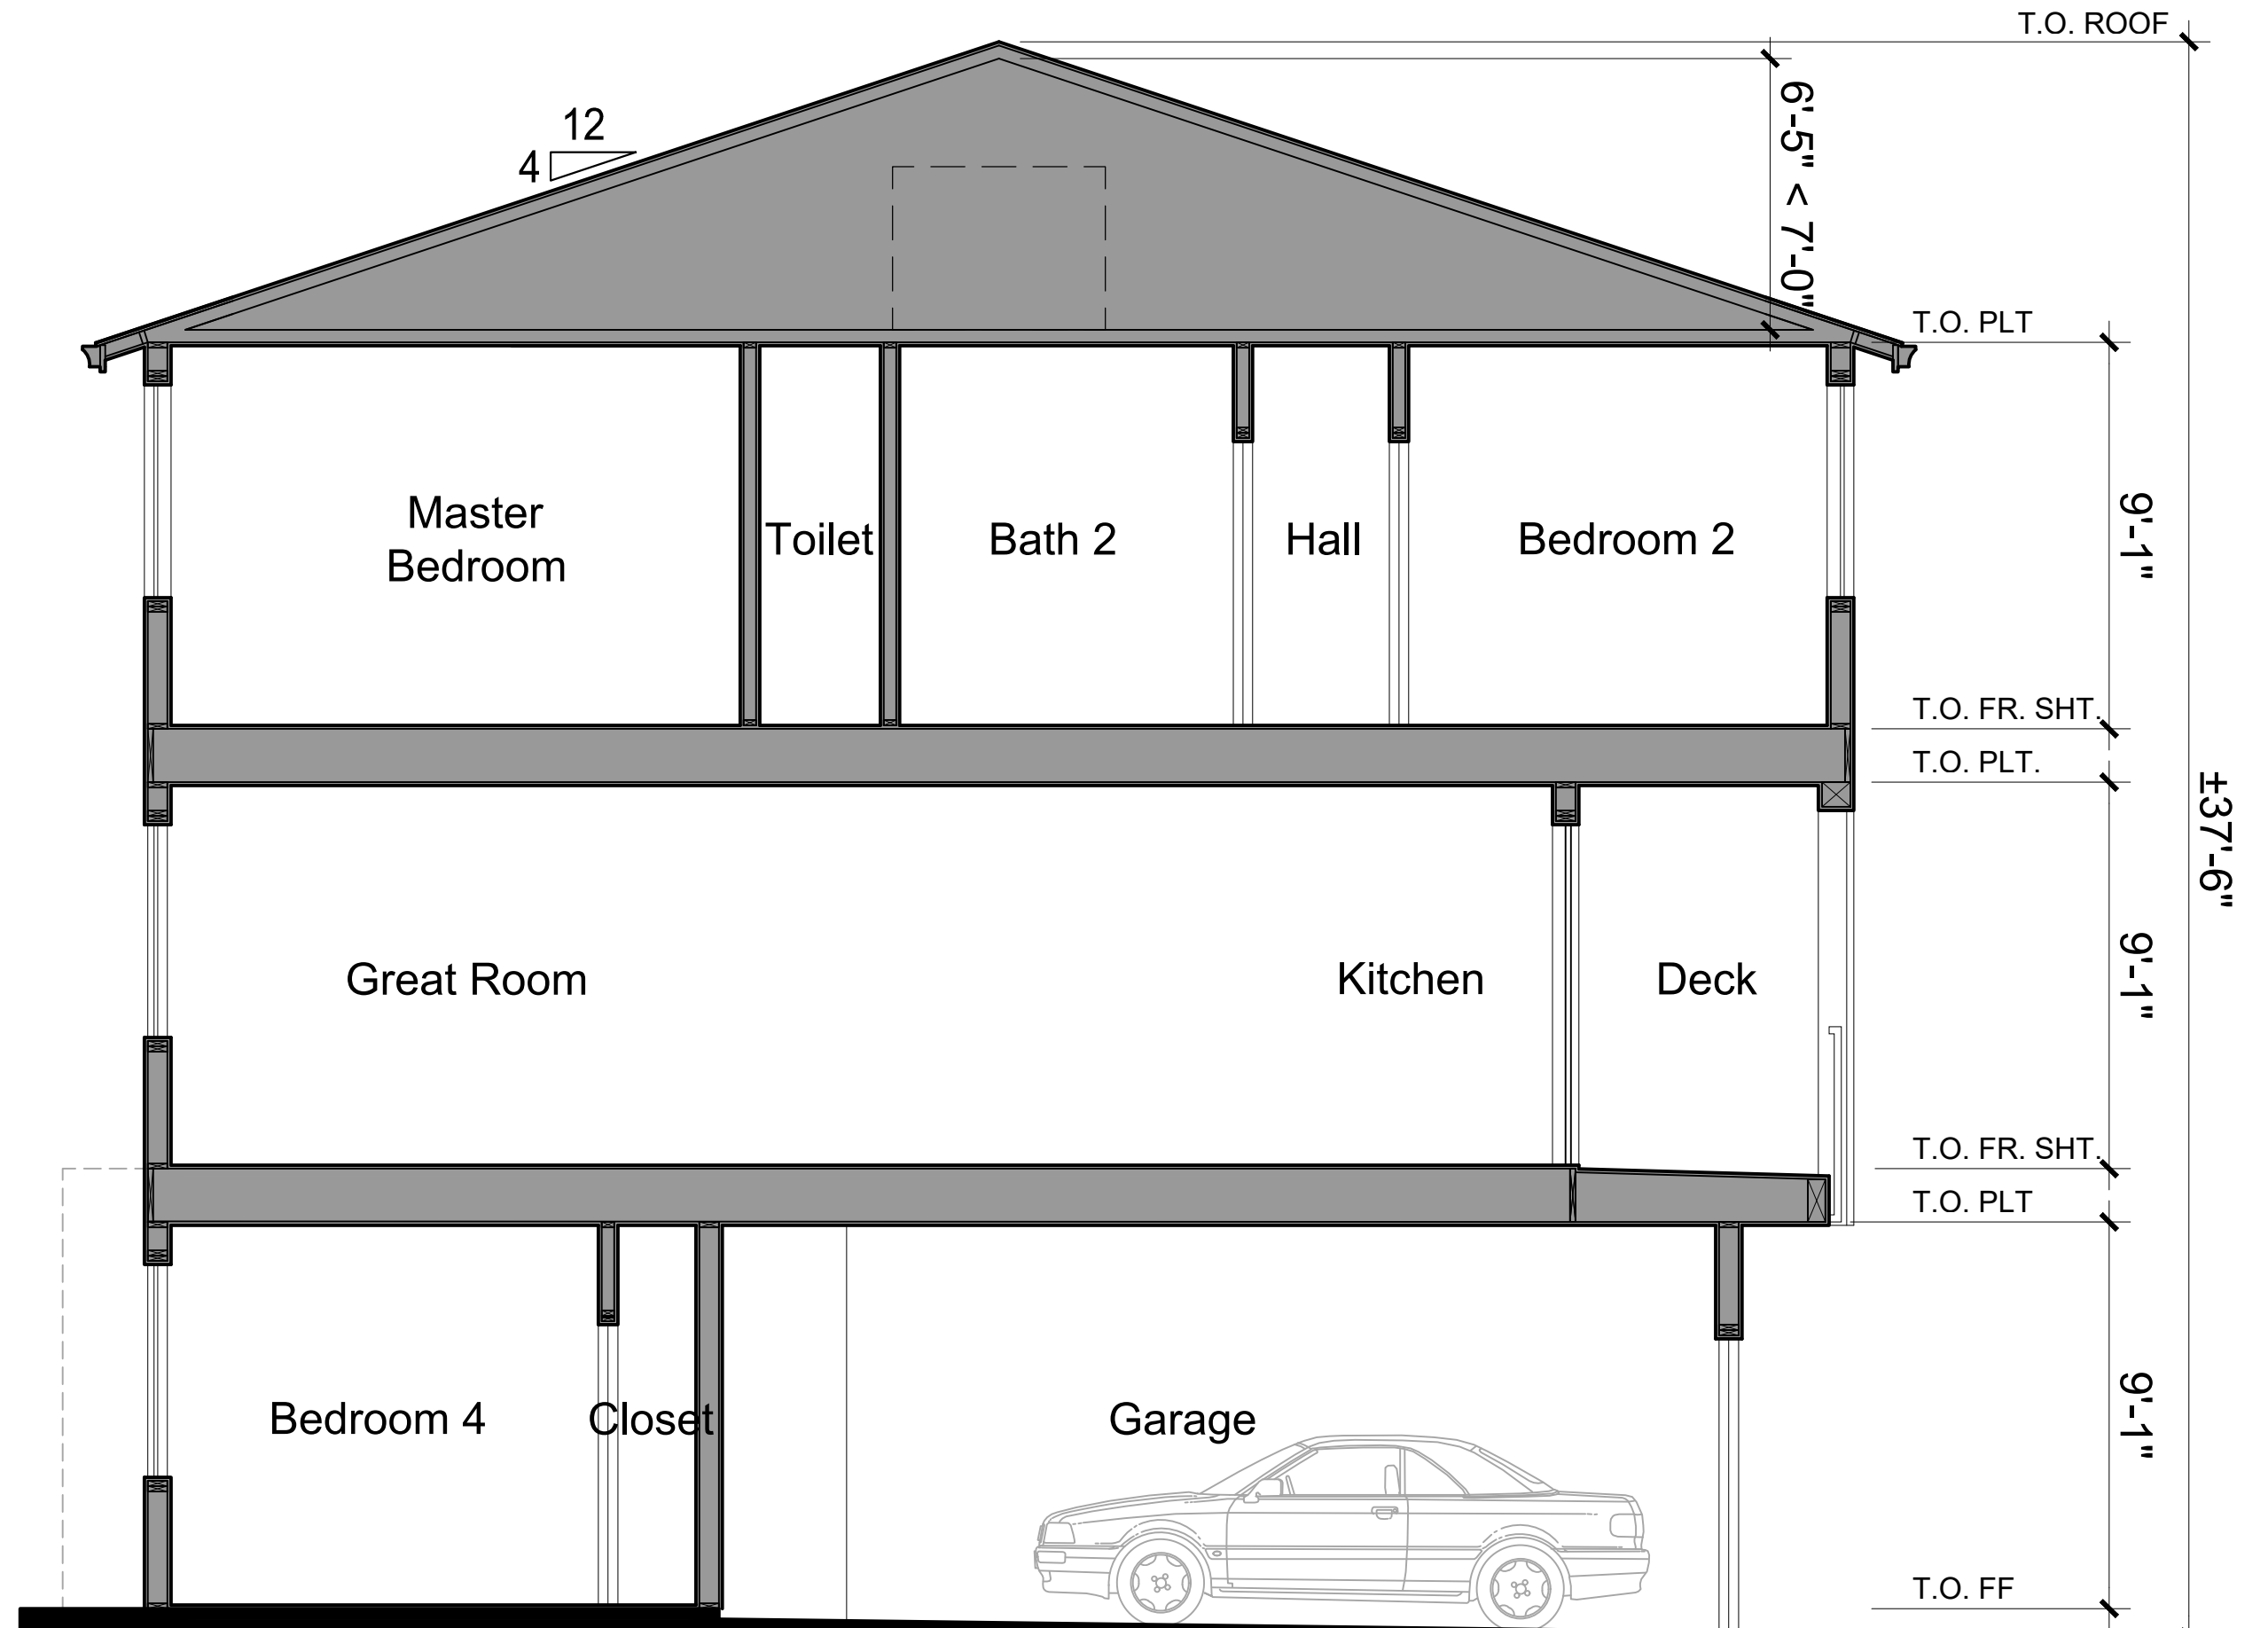 T.O. ROOF
12
4
6'-5" < 7'-0"
T.O. PLT
Master
Bedroom
Toilet
Bath 2
Hall
Bedroom 2
9'-1"
T.O. FR. SHT.
T.O. PLT.
±37'-6"
Great Room
Kitchen
Deck
9'-1"
T.O. FR. SHT.
T.O. PLT
Bedroom 4
Closet
Garage
9'-1"
T.O. FF